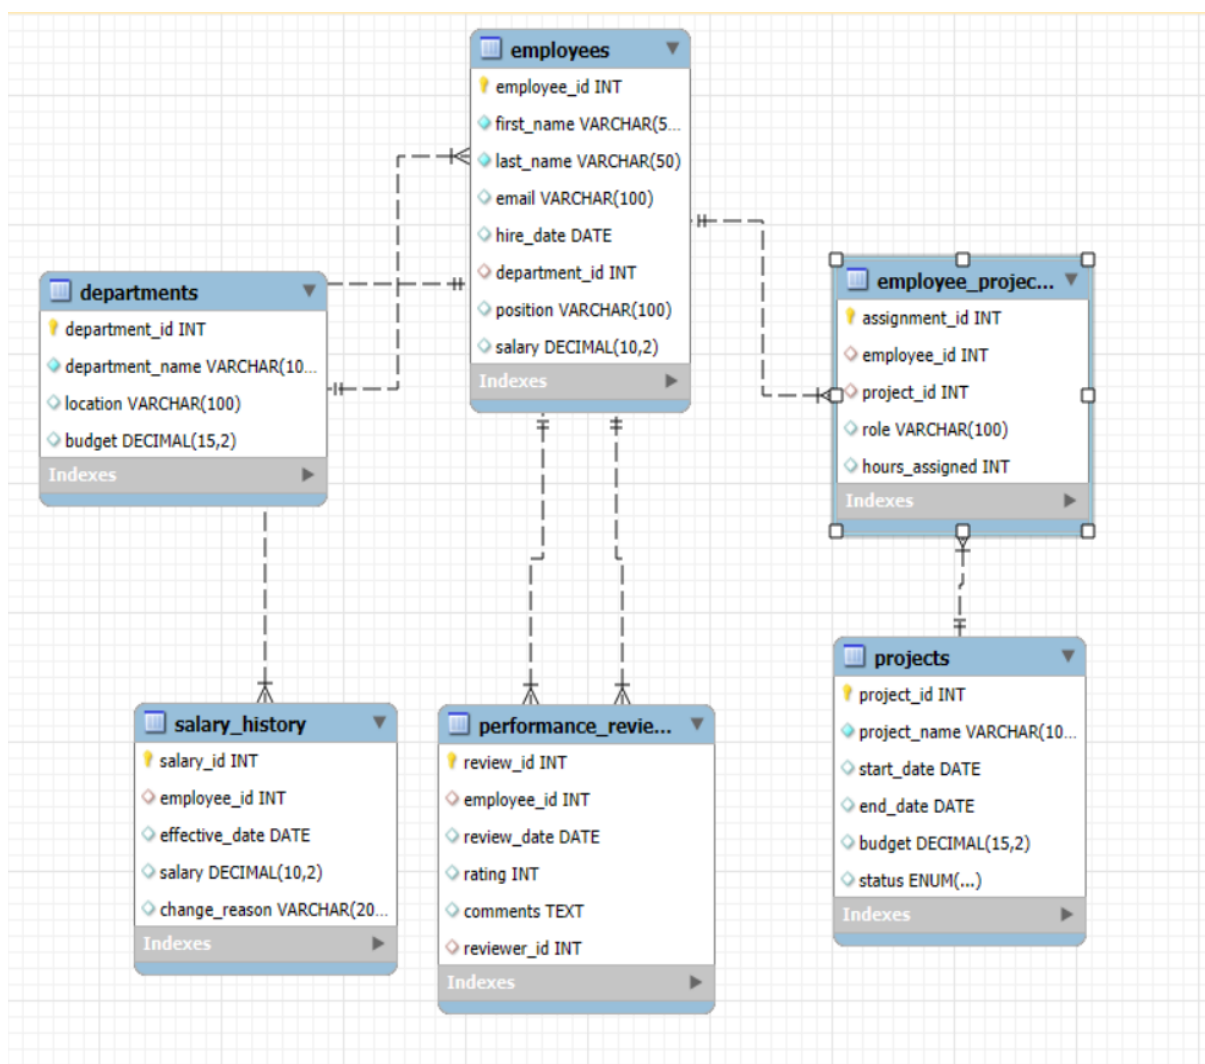 employees
employee_id INT
first_name VARCHAR(5...
last_name VARCHAR(50)
email VARCHAR(100)
hire_date DATE
department_id INT
position VARCHAR(100)
salary DECIMAL(10,2)
Indexes
departments
department_id INT
department_name VARCHAR(10...
location VARCHAR(100)
budget DECIMAL(15,2)
Indexes
employee_projec...
assignment_id INT
employee_id INT
project_id INT
role VARCHAR(100)
hours_assigned INT
Indexes
salary_history
salary_id INT
employee_id INT
effective_date DATE
salary DECIMAL(10,2)
change_reason VARCHAR(20...
Indexes
performance_revie...
review_id INT
employee_id INT
review_date DATE
rating INT
comments TEXT
reviewer_id INT
Indexes
projects
project_id INT
project_name VARCHAR(10...
start_date DATE
end_date DATE
budget DECIMAL(15,2)
status ENUM(...)
Indexes